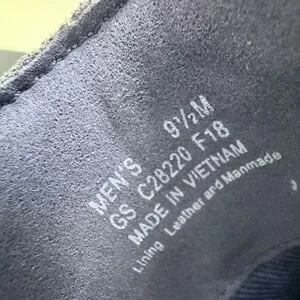 MEN'S 9½M
GS C28220 F18
MADE IN VIETNAM
Lining Leather and Manmade